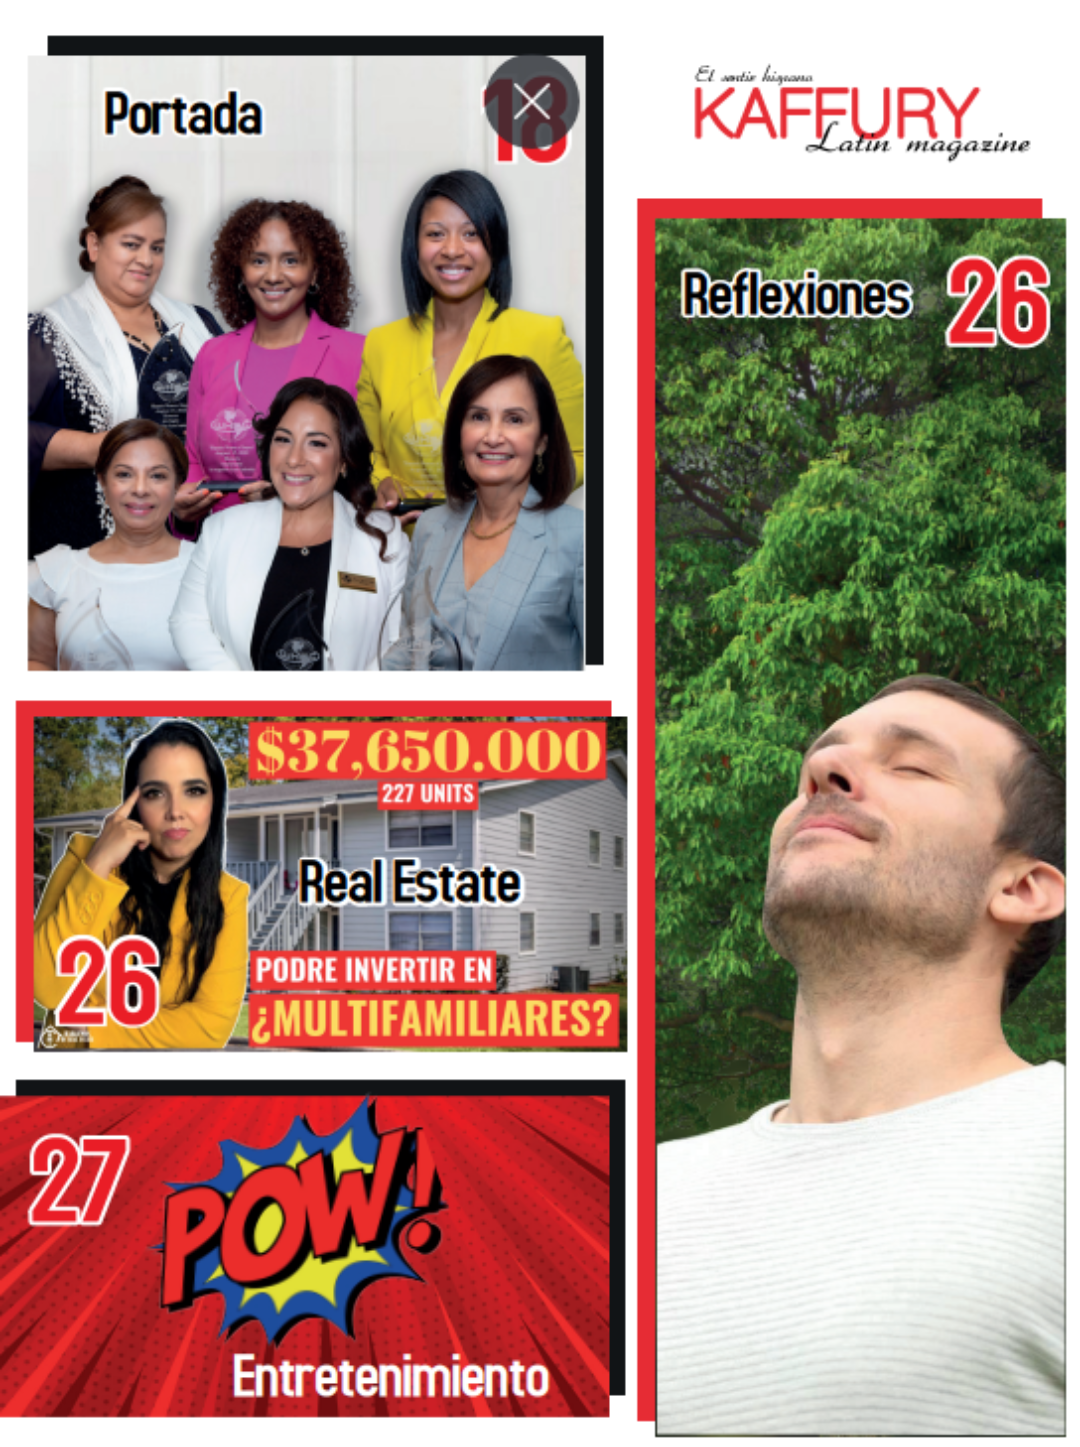 Portada
18
El sentir hispano
KAFFURY
Latin magazine
Reflexiones
26
$37,650.000
227 UNITS
Real Estate
26
PODRE INVERTIR EN
¿MULTIFAMILIARES?
27
POW!
Entretenimiento